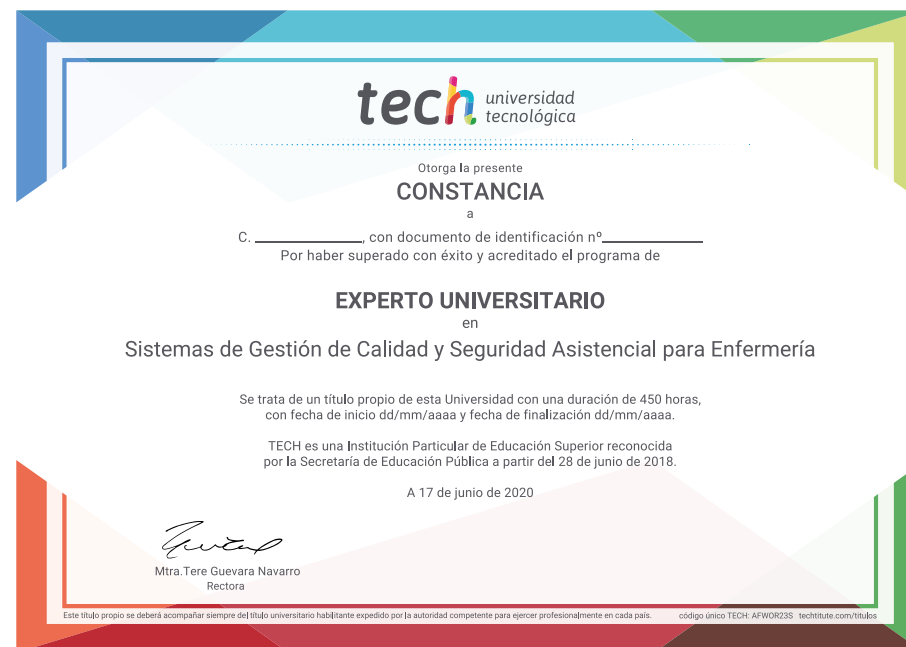 tech universidad
tecnológica
Otorga la presente
CONSTANCIA
a
C. ____________, con documento de identificación nº____________
Por haber superado con éxito y acreditado el programa de
EXPERTO UNIVERSITARIO
en
Sistemas de Gestión de Calidad y Seguridad Asistencial para Enfermería
Se trata de un título propio de esta Universidad con una duración de 450 horas,
con fecha de inicio dd/mm/aaaa y fecha de finalización dd/mm/aaaa.
TECH es una Institución Particular de Educación Superior reconocida
por la Secretaría de Educación Pública a partir del 28 de junio de 2018.
A 17 de junio de 2020
Mtra.Tere Guevara Navarro
Rectora
Este título propio se deberá acompañar siempre del título universitario habilitante expedido por la autoridad competente para ejercer profesionalmente en cada país. código único TECH: AFWOR23S techtitute.com/titulos